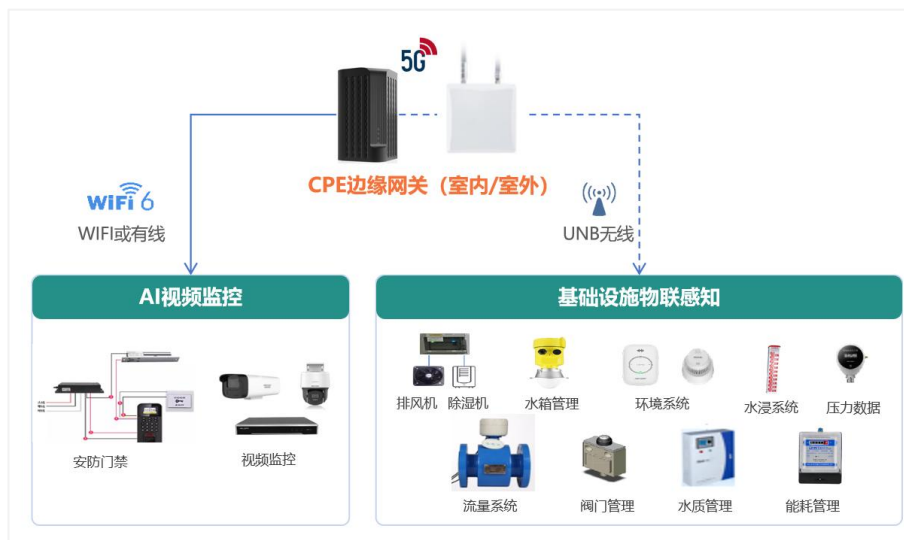 5G
CPE边缘网关（室内/室外）
WiFi 6
WIFI或有线
UNB无线
AI视频监控
基础设施物联感知
排风机 除湿机 水箱管理 环境系统 水浸系统 压力数据
安防门禁 视频监控
流量系统 阀门管理 水质管理 能耗管理